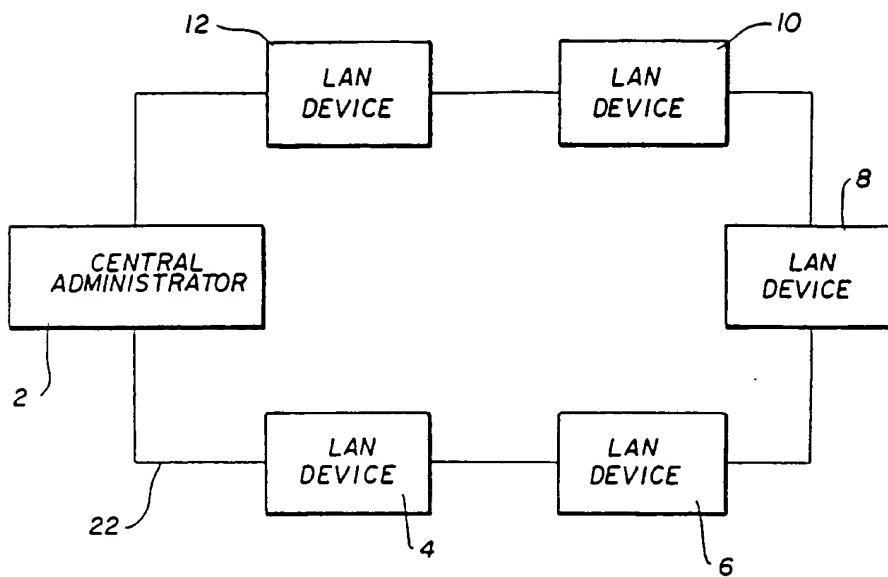 12
LAN
DEVICE
10
LAN
DEVICE
CENTRAL
ADMINISTRATOR
2
8
LAN
DEVICE
22
LAN
DEVICE
4
LAN
DEVICE
6